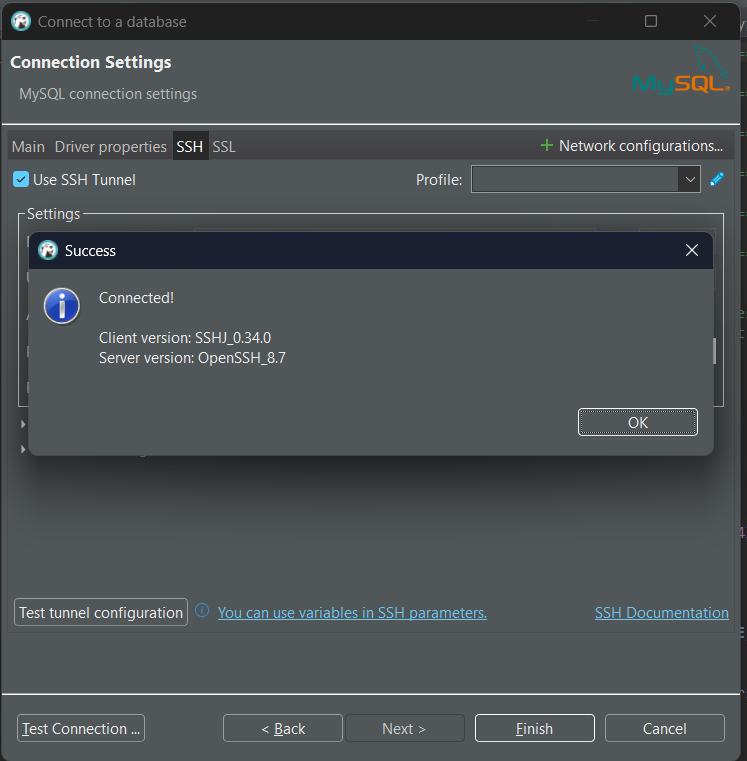 Connect to a database
Connection Settings
MySQL connection settings
MySQL
Main Driver properties SSH SSL
Network configurations...
Use SSH Tunnel
Profile:
Settings
Success
Connected!
Client version: SSHJ_0.34.0
Server version: OpenSSH_8.7
OK
Test tunnel configuration
You can use variables in SSH parameters.
SSH Documentation
Test Connection ...
< Back
Next >
Finish
Cancel